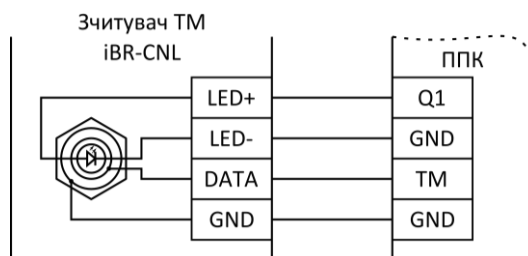 Зчитувач ТМ
iBR-CNL
ППК
LED+ Q1
LED- GND
DATA TM
GND GND